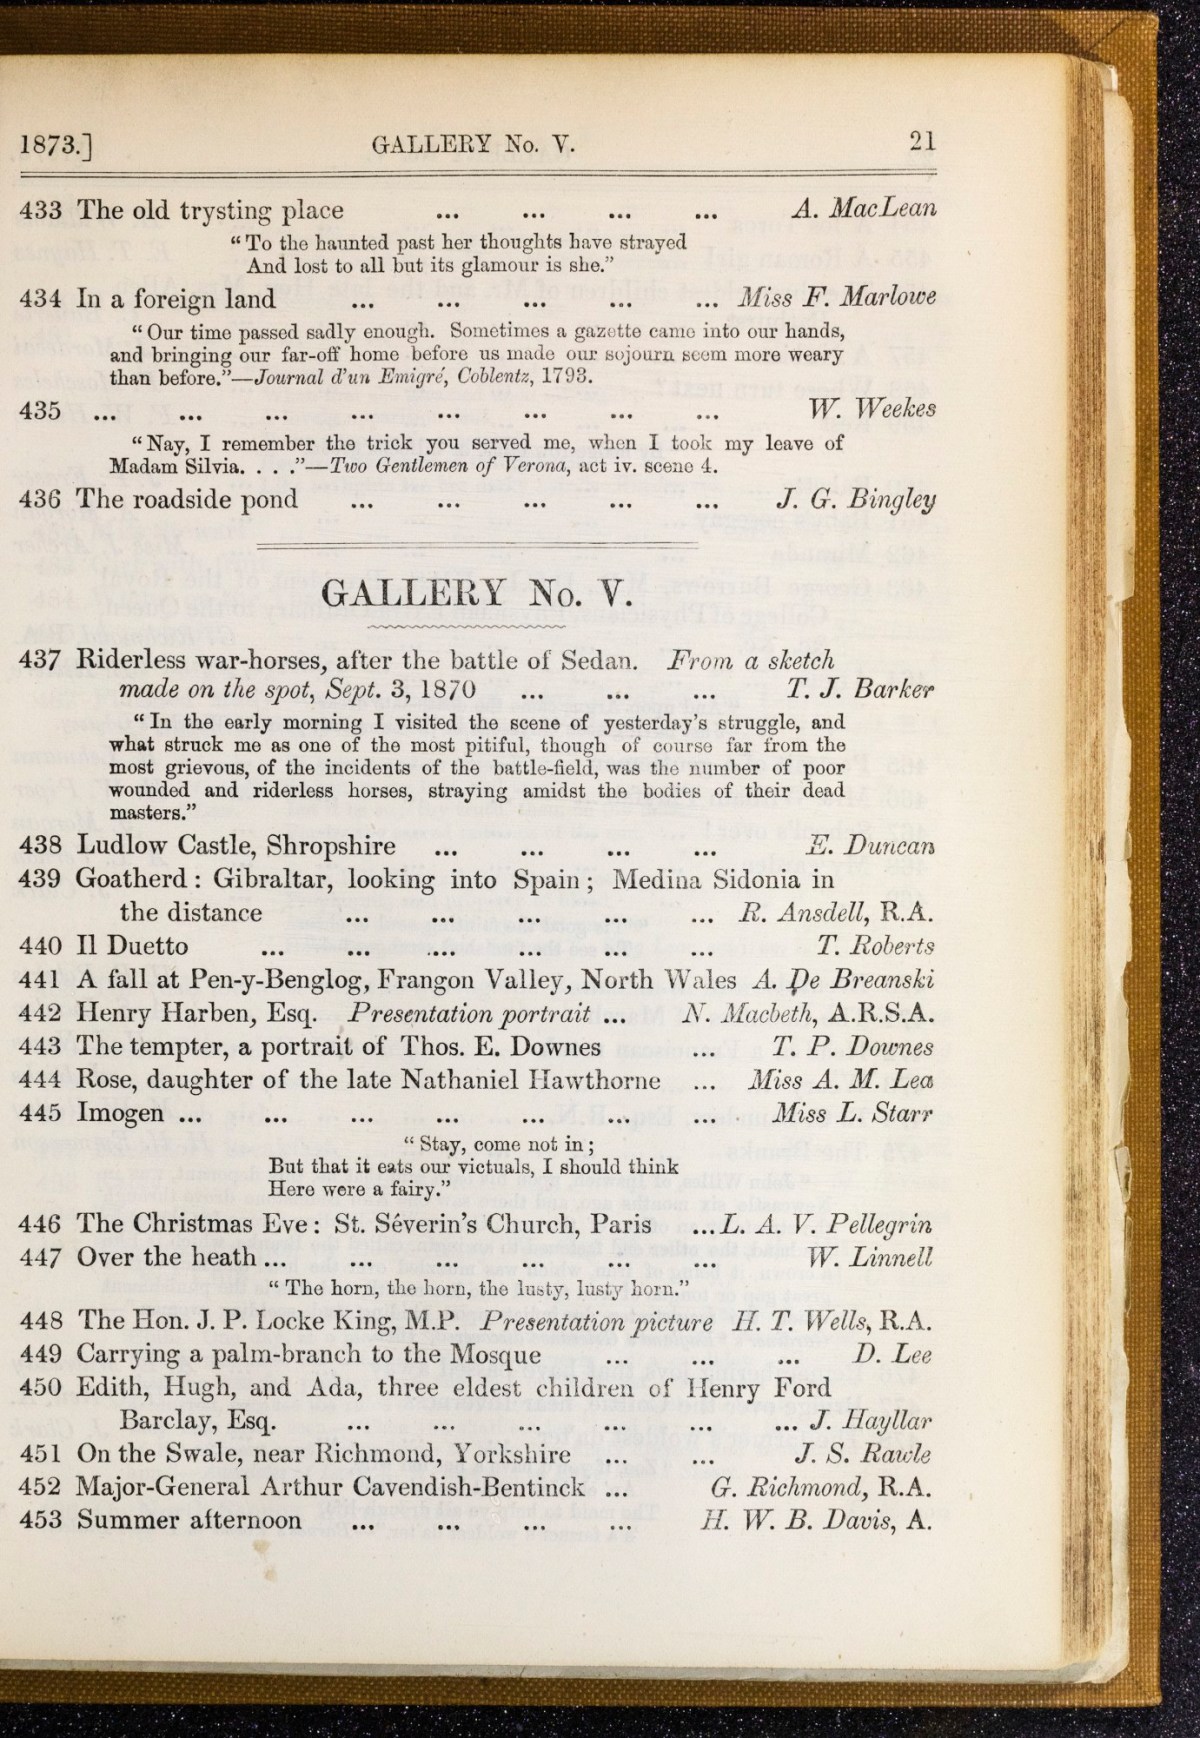 1873.] GALLERY No. V. 21
433 The old trysting place ... ... ... ... A. MacLean
“To the haunted past her thoughts have strayed
And lost to all but its glamour is she.”
434 In a foreign land ... ... ... ... ... Miss F. Marlowe
“Our time passed sadly enough. Sometimes a gazette came into our hands,
and bringing our far-off home before us made our sojourn seem more weary
than before.”—Journal d'un Emigré, Coblentz, 1793.
435 ... ... ... ... ... ... ... ... W. Weekes
“Nay, I remember the trick you served me, when I took my leave of
Madam Silvia. . . .”—Two Gentlemen of Verona, act iv. scene 4.
436 The roadside pond ... ... ... ... ... J. G. Bingley
GALLERY No. V.
437 Riderless war-horses, after the battle of Sedan. From a sketch
made on the spot, Sept. 3, 1870 ... ... ... T. J. Barker
“In the early morning I visited the scene of yesterday's struggle, and
what struck me as one of the most pitiful, though of course far from the
most grievous, of the incidents of the battle-field, was the number of poor
wounded and riderless horses, straying amidst the bodies of their dead
masters.”
438 Ludlow Castle, Shropshire ... ... ... ... E. Duncan
439 Goatherd: Gibraltar, looking into Spain; Medina Sidonia in
the distance ... ... ... ... ... R. Ansdell, R.A.
440 Il Duetto ... ... .... ... ... ... T. Roberts
441 A fall at Pen-y-Benglog, Frangon Valley, North Wales A. De Breanski
442 Henry Harben, Esq. Presentation portrait ... N. Macbeth, A.R.S.A.
443 The tempter, a portrait of Thos. E. Downes ... T. P. Downes
444 Rose, daughter of the late Nathaniel Hawthorne ... Miss A. M. Lea
445 Imogen ... ... ... ... ... ... ... Miss L. Starr
“Stay, come not in;
But that it eats our victuals, I should think
Here were a fairy.”
446 The Christmas Eve: St. Séverin's Church, Paris ... L. A. V. Pellegrin
447 Over the heath ... ... ... ... ... ... W. Linnell
“The horn, the horn, the lusty, lusty horn.”
448 The Hon. J. P. Locke King, M.P. Presentation picture H. T. Wells, R.A.
449 Carrying a palm-branch to the Mosque ... ... ... D. Lee
450 Edith, Hugh, and Ada, three eldest children of Henry Ford
Barclay, Esq. ... ... ... ... ... ... J. Hayllar
451 On the Swale, near Richmond, Yorkshire ... ... J. S. Rawle
452 Major-General Arthur Cavendish-Bentinck ... G. Richmond, R.A.
453 Summer afternoon ... ... ... ... H. W. B. Davis, A.